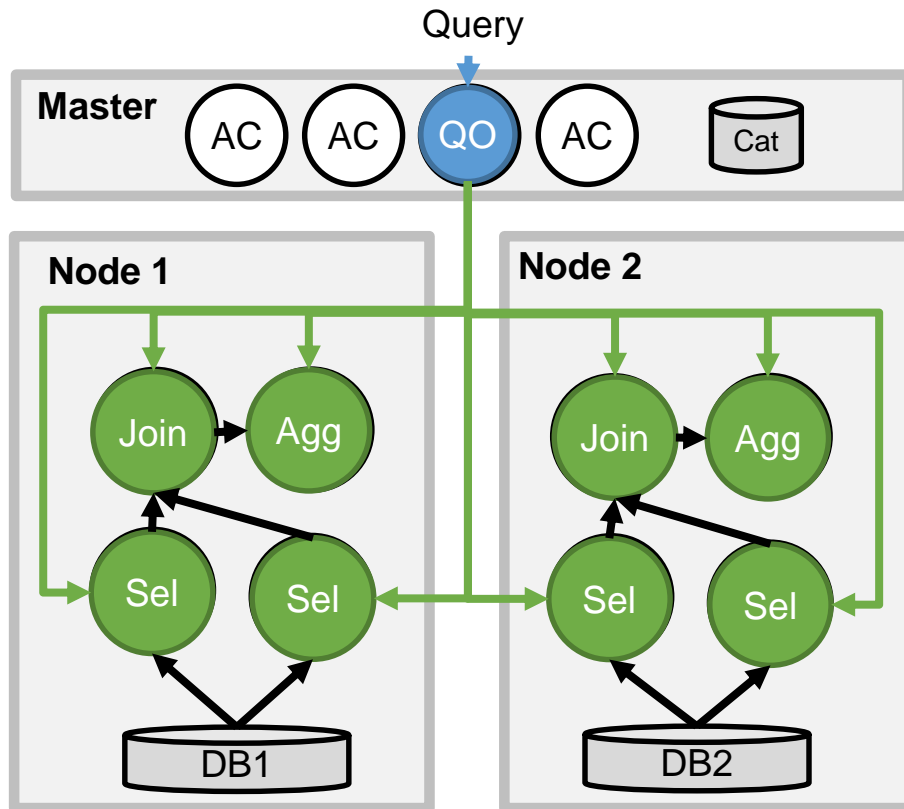 Query
Master
AC
AC
QO
AC
Cat
Node 1
Node 2
Join
Agg
Join
Agg
Sel
Sel
Sel
Sel
DB1
DB2